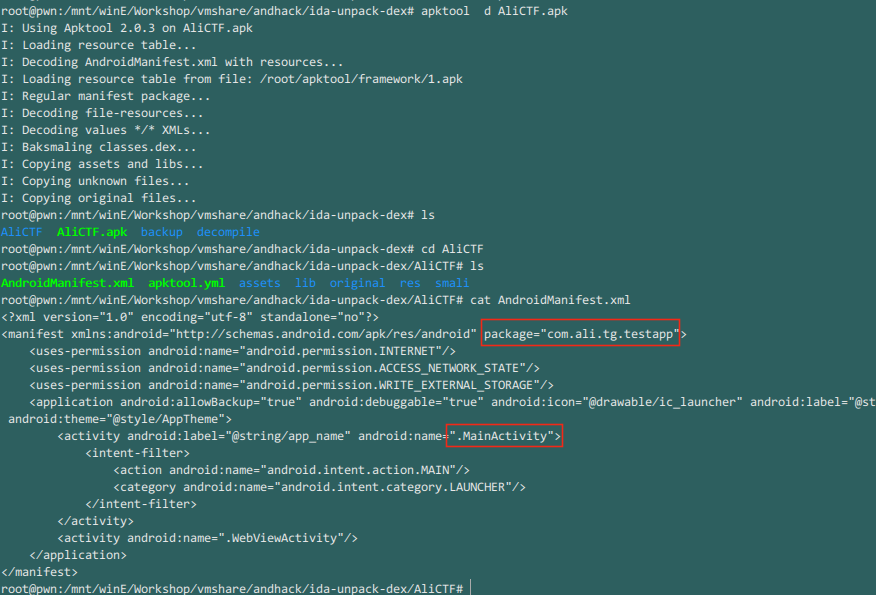 root@pwn:/mnt/winE/Workshop/vmshare/andhack/ida-unpack-dex# apktool  d AliCTF.apk
I: Using Apktool 2.0.3 on AliCTF.apk
I: Loading resource table...
I: Decoding AndroidManifest.xml with resources...
I: Loading resource table from file: /root/apktool/framework/1.apk
I: Regular manifest package...
I: Decoding file-resources...
I: Decoding values */* XMLs...
I: Baksmaling classes.dex...
I: Copying assets and libs...
I: Copying unknown files...
I: Copying original files...
root@pwn:/mnt/winE/Workshop/vmshare/andhack/ida-unpack-dex# ls
AliCTF  AliCTF.apk  backup  decompile
root@pwn:/mnt/winE/Workshop/vmshare/andhack/ida-unpack-dex# cd AliCTF
root@pwn:/mnt/winE/Workshop/vmshare/andhack/ida-unpack-dex/AliCTF# ls
AndroidManifest.xml  apktool.yml  assets  lib  original  res  smali
root@pwn:/mnt/winE/Workshop/vmshare/andhack/ida-unpack-dex/AliCTF# cat AndroidManifest.xml
<?xml version="1.0" encoding="utf-8" standalone="no"?>
<manifest xmlns:android="http://schemas.android.com/apk/res/android" package="com.ali.tg.testapp">
    <uses-permission android:name="android.permission.INTERNET"/>
    <uses-permission android:name="android.permission.ACCESS_NETWORK_STATE"/>
    <uses-permission android:name="android.permission.WRITE_EXTERNAL_STORAGE"/>
    <application android:allowBackup="true" android:debuggable="true" android:icon="@drawable/ic_launcher" android:label="@st
 android:theme="@style/AppTheme">
        <activity android:label="@string/app_name" android:name=".MainActivity">
            <intent-filter>
                <action android:name="android.intent.action.MAIN"/>
                <category android:name="android.intent.category.LAUNCHER"/>
            </intent-filter>
        </activity>
        <activity android:name=".WebViewActivity"/>
    </application>
</manifest>
root@pwn:/mnt/winE/Workshop/vmshare/andhack/ida-unpack-dex/AliCTF#